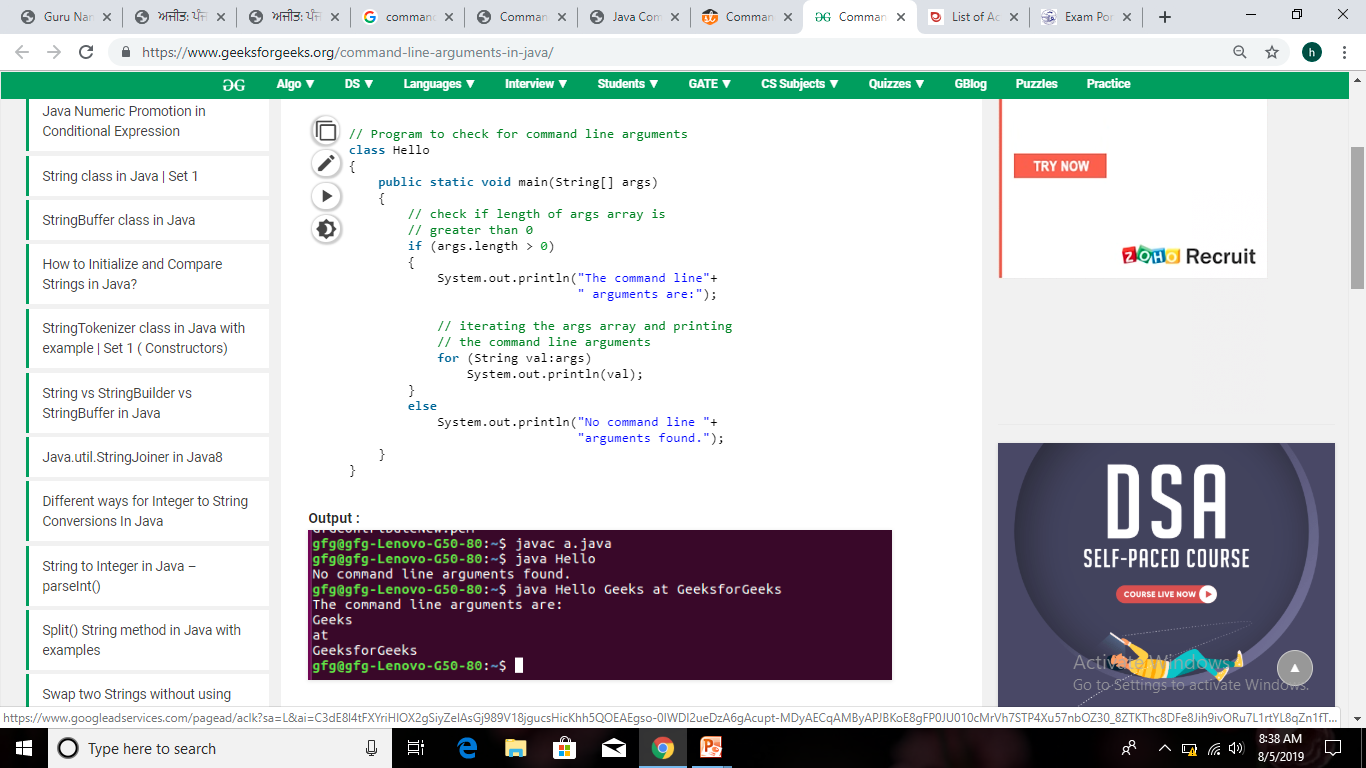 Guru Nan
ਅਜੀਤ: ਪੰਜ
ਅਜੀਤ: ਪੰਜ
command
Comman
Java Com
Comman
Comman
List of Ac
Exam Por
https://www.geeksforgeeks.org/command-line-arguments-in-java/
h
Algo ▼ DS ▼ Languages ▼ Interview ▼ Students ▼ GATE ▼ CS Subjects ▼ Quizzes ▼ GBlog Puzzles Practice
Java Numeric Promotion in
Conditional Expression
String class in Java | Set 1
StringBuffer class in Java
How to Initialize and Compare
Strings in Java?
StringTokenizer class in Java with
example | Set 1 ( Constructors)
String vs StringBuilder vs
StringBuffer in Java
Java.util.StringJoiner in Java8
Different ways for Integer to String
Conversions In Java
String to Integer in Java –
parseInt()
Split() String method in Java with
examples
Swap two Strings without using
// Program to check for command line arguments
class Hello
{
public static void main(String[] args)
{
// check if length of args array is
// greater than 0
if (args.length > 0)
{
System.out.println("The command line"+
" arguments are:");
// iterating the args array and printing
// the command line arguments
for (String val:args)
System.out.println(val);
}
else
System.out.println("No command line "+
"arguments found.");
}
}
Output :
gfg@gfg-Lenovo-G50-80:~$ javac a.java
gfg@gfg-Lenovo-G50-80:~$ java Hello
No command line arguments found.
gfg@gfg-Lenovo-G50-80:~$ java Hello Geeks at GeeksforGeeks
The command line arguments are:
Geeks
at
GeeksforGeeks
gfg@gfg-Lenovo-G50-80:~$
TRY NOW
ZOHO Recruit
DSA
SELF-PACED COURSE
COURSE LIVE NOW
Activate Windows
Go to Settings to activate Windows.
Type here to search
8:38 AM
8/5/2019